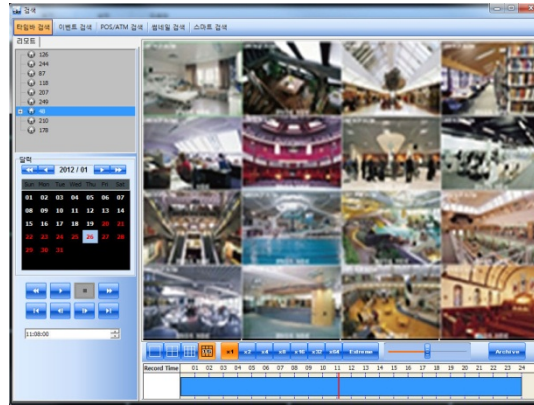 검색
타임바 검색 이벤트 검색 POS/ATM 검색 썸네일 검색 스마트 검색
리모트
126
244
87
118
207
249
48
210
178
달력
2012 / 01
Sun Mon Tue Wed Thu Fri Sat
01 02 03 04 05 06 07
08 09 10 11 12 13 14
15 16 17 18 19 20 21
22 23 24 25 26 27 28
29 30 31
11:08:00
x1 x2 x4 x8 x16 x32 x64 Extreme Archive
Record Time 01 02 03 04 05 06 07 08 09 10 11 12 13 14 15 16 17 18 19 20 21 22 23 24